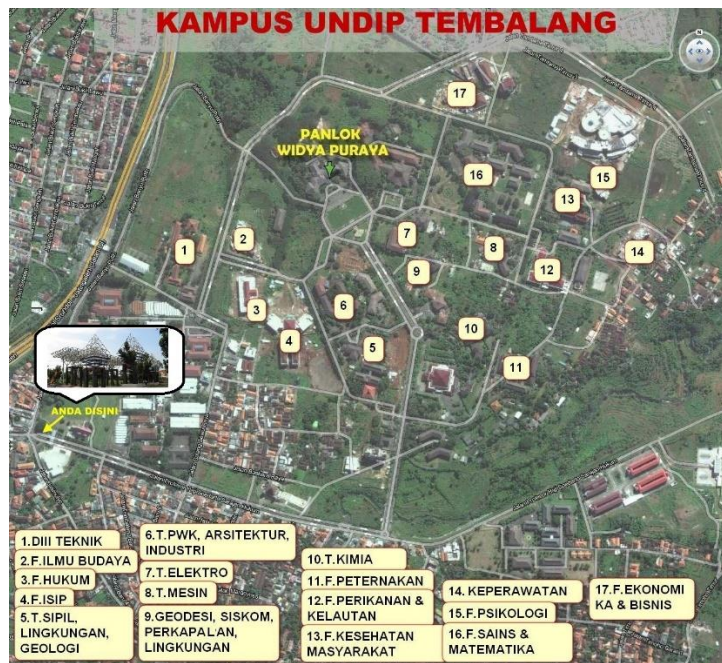 KAMPUS UNDIP TEMBALANG
N
17
PANLOK
WIDYA PURAYA
16
15
13
7
2
8
14
1
12
9
3
6
10
4
5
11
ANDA DISINI
1.DIII TEKNIK
2.F.ILMU BUDAYA
3.F.HUKUM
4.F.ISIP
5.T.SIPIL,
LINGKUNGAN,
GEOLOGI
6.T.PWK, ARSITEKTUR,
INDUSTRI
7.T.ELEKTRO
8.T.MESIN
9.GEODESI, SISKOM,
PERKAPALAN,
LINGKUNGAN
10.T.KIMIA
11.F.PETERNAKAN
12.F.PERIKANAN &
KELAUTAN
13.F.KESEHATAN
MASYARAKAT
14. KEPERAWATAN
15.F.PSIKOLOGI
16.F.SAINS &
MATEMATIKA
17.F.EKONOMI
KA & BISNIS